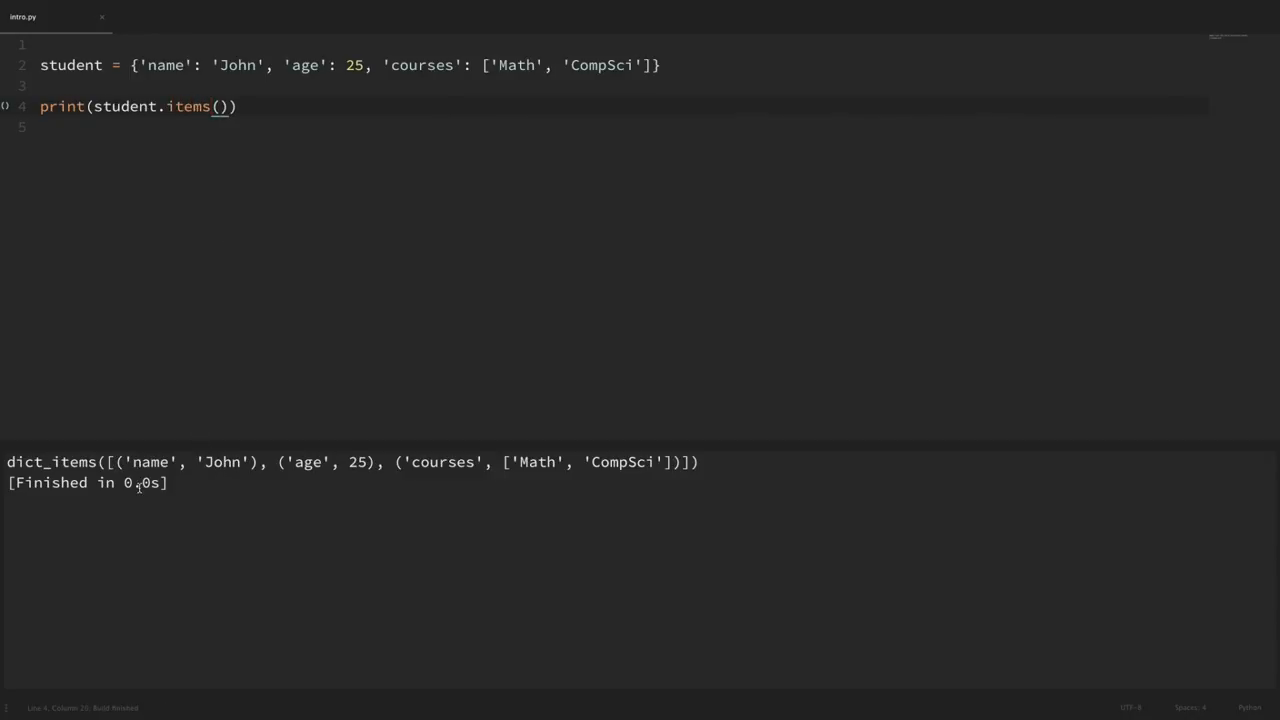 intro.py ×
1
2 student = {'name': 'John', 'age': 25, 'courses': ['Math', 'CompSci']}
3
() 4 print(student.items())
5
dict_items([('name', 'John'), ('age', 25), ('courses', ['Math', 'CompSci'])])
[Finished in 0.0s]
Line 4, Column 23, Build finished UTF-8 Spaces: 4 Python